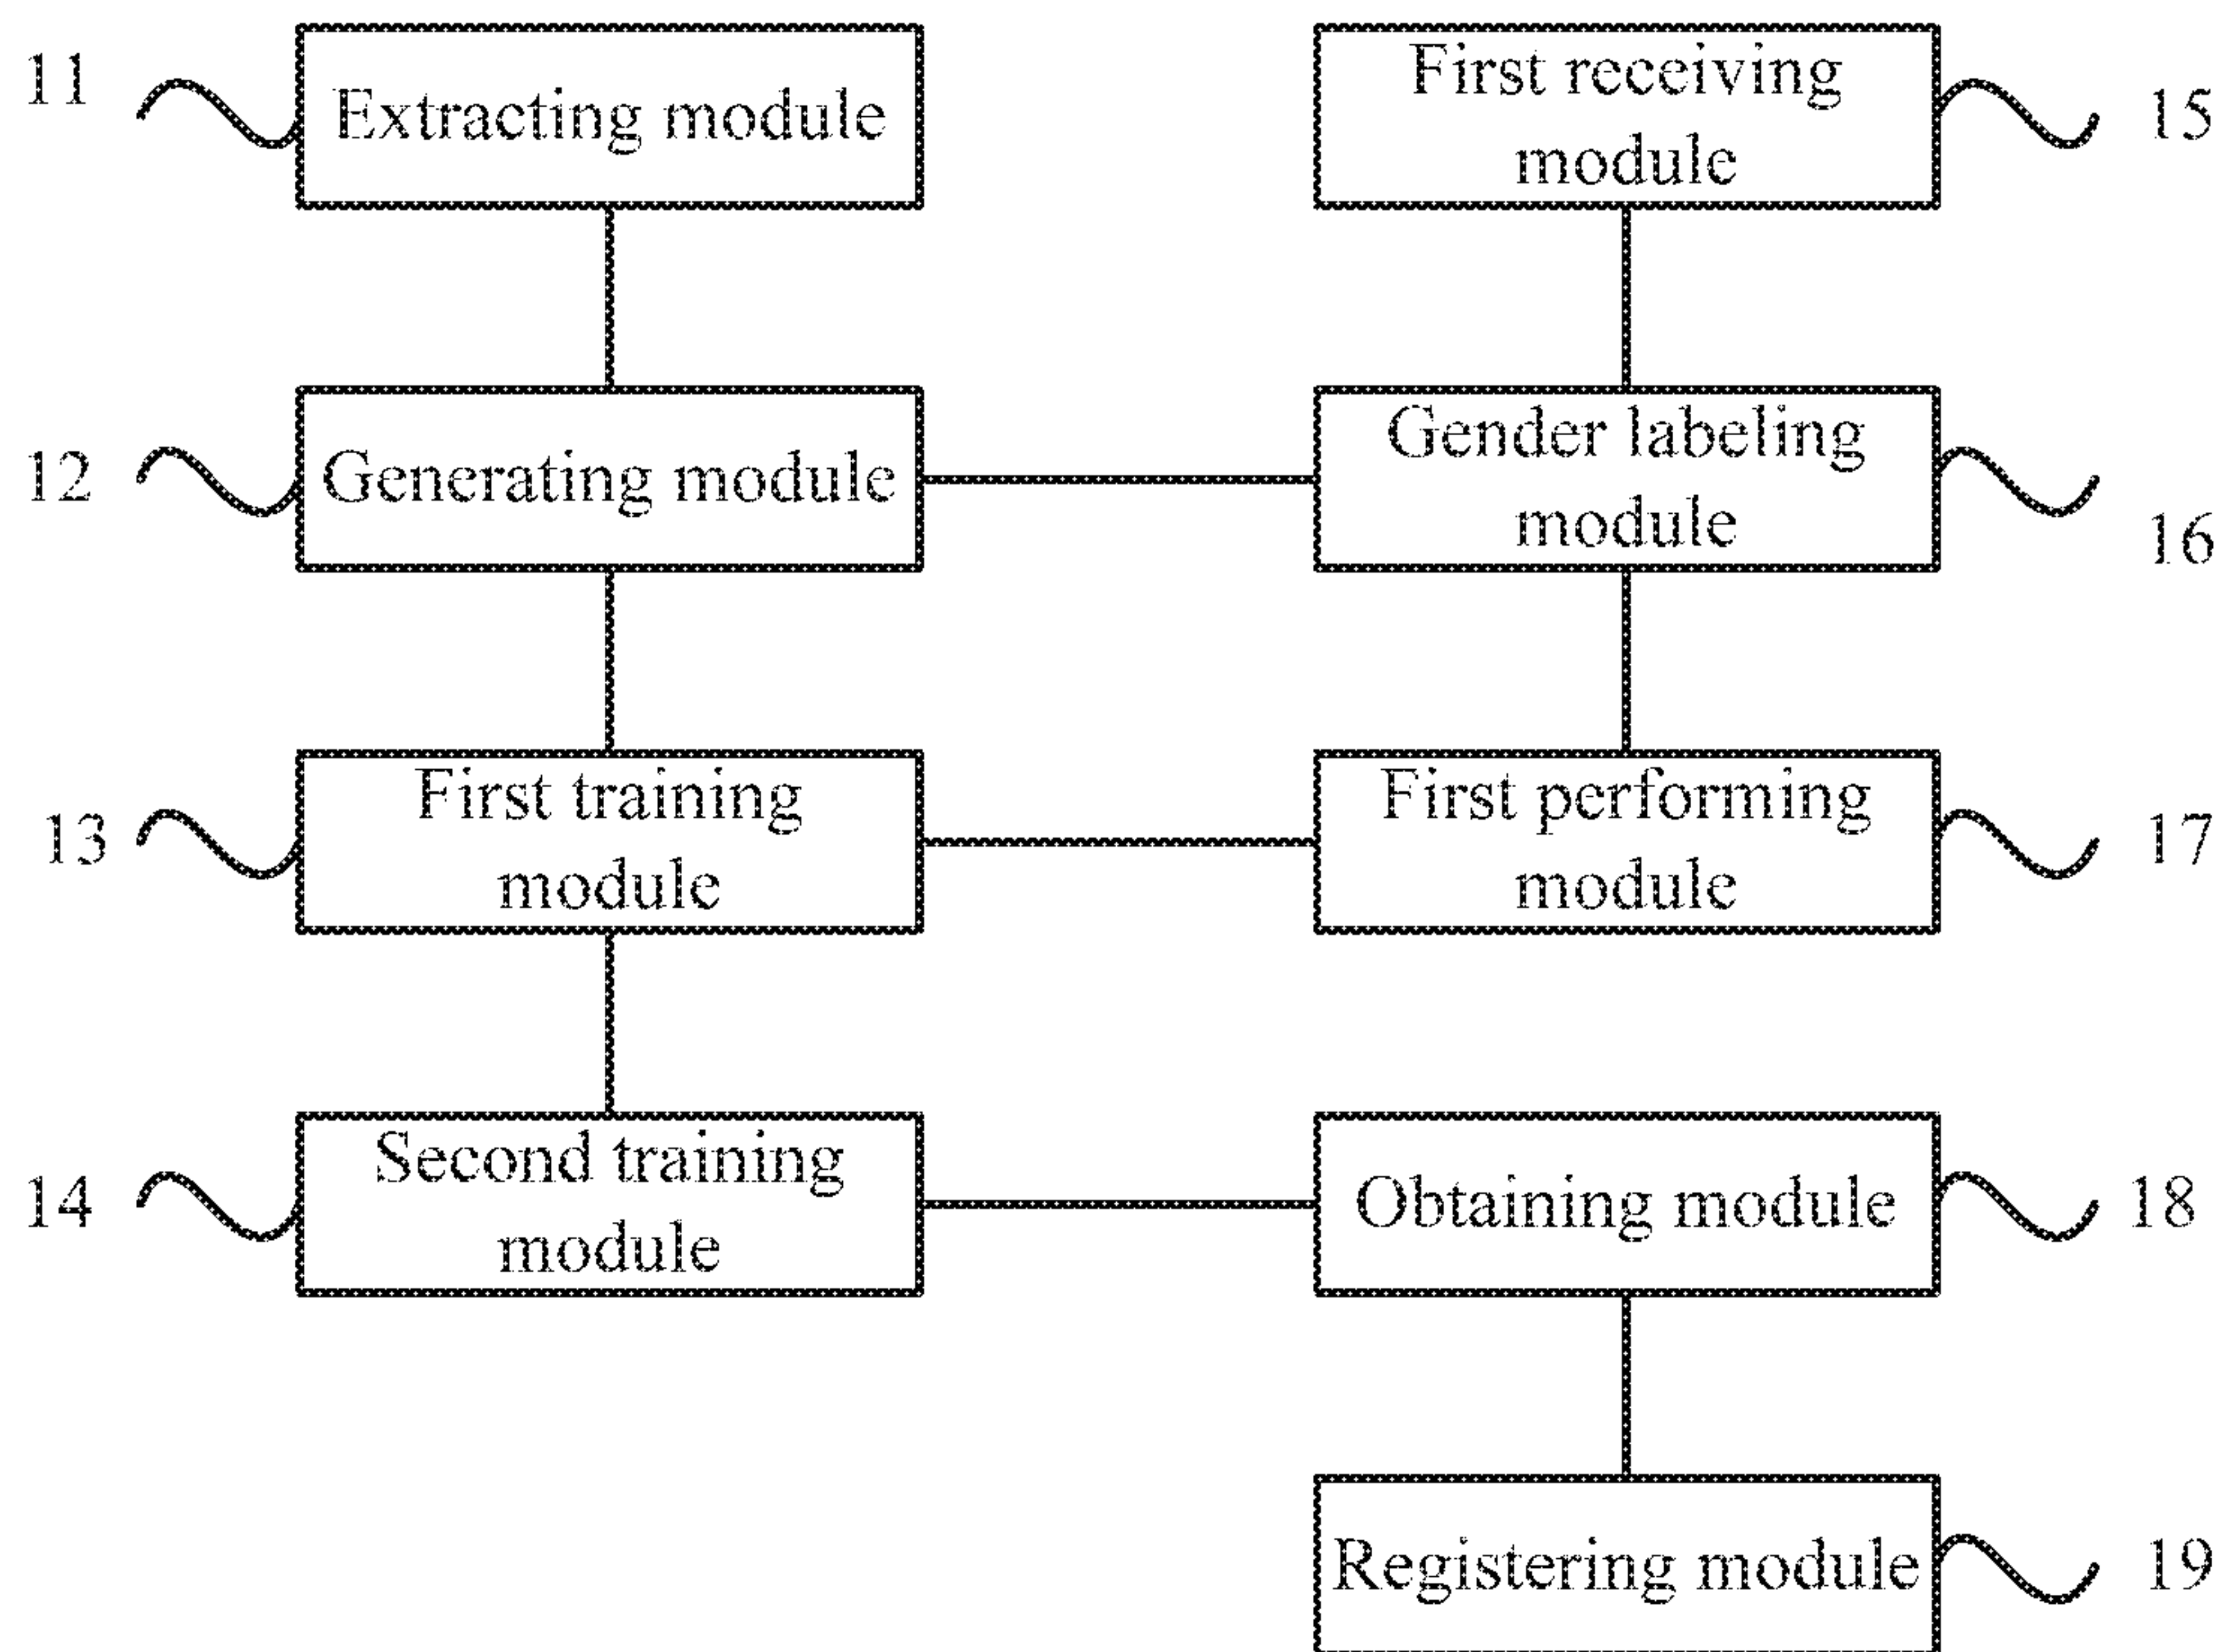 11
Extracting module
First receiving
module
15
12
Generating module
Gender labeling
module
16
13
First training
module
First performing
module
17
14
Second training
module
Obtaining module
18
Registering module
19